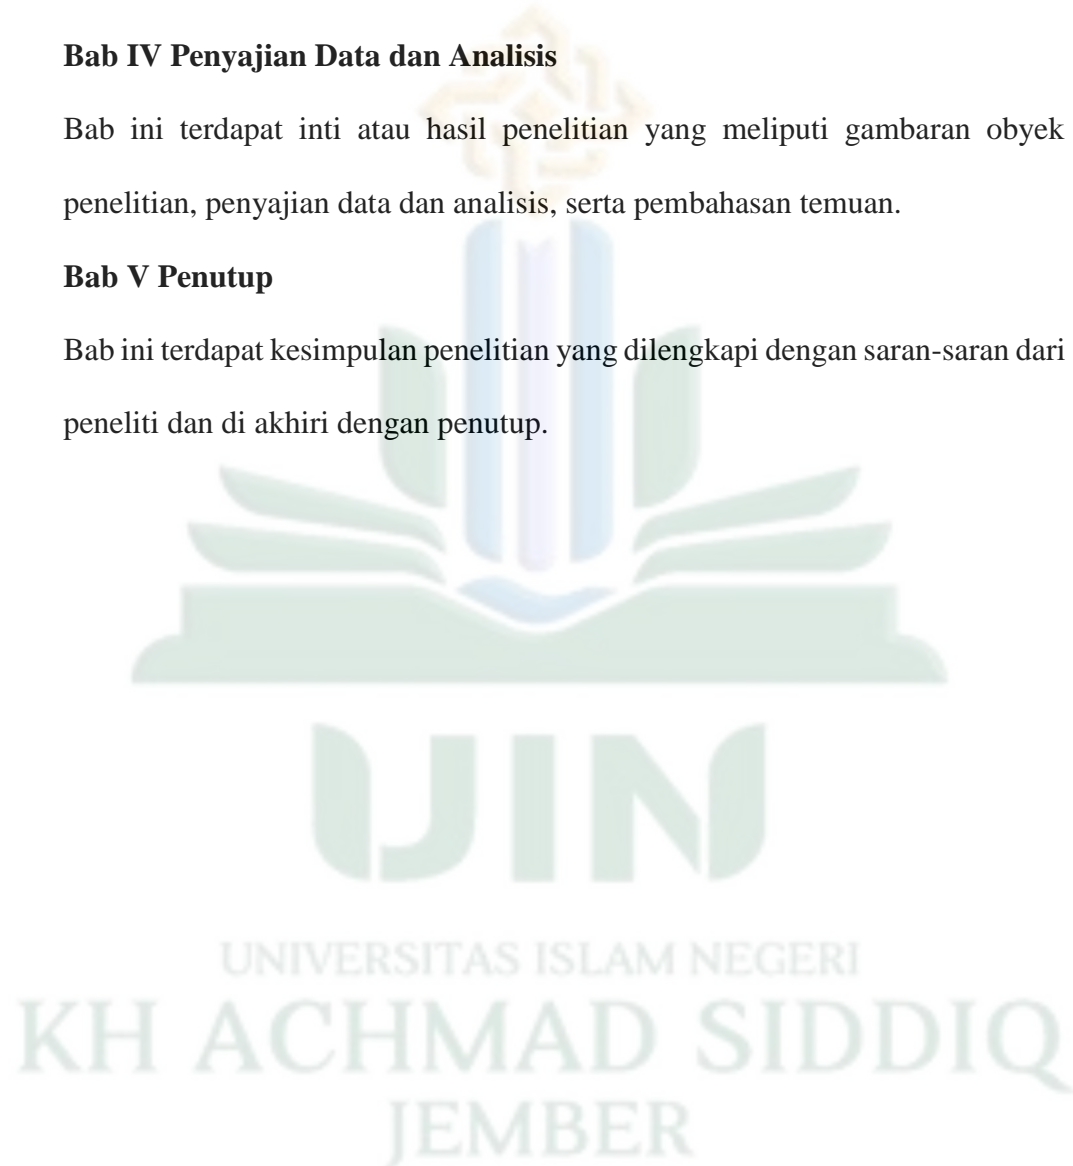 Bab IV Penyajian Data dan Analisis
Bab ini terdapat inti atau hasil penelitian yang meliputi gambaran obyek
penelitian, penyajian data dan analisis, serta pembahasan temuan.
Bab V Penutup
Bab ini terdapat kesimpulan penelitian yang dilengkapi dengan saran-saran dari
peneliti dan di akhiri dengan penutup.
UIN
UNIVERSITAS ISLAM NEGERI
KH ACHMAD SIDDIQ
JEMBER